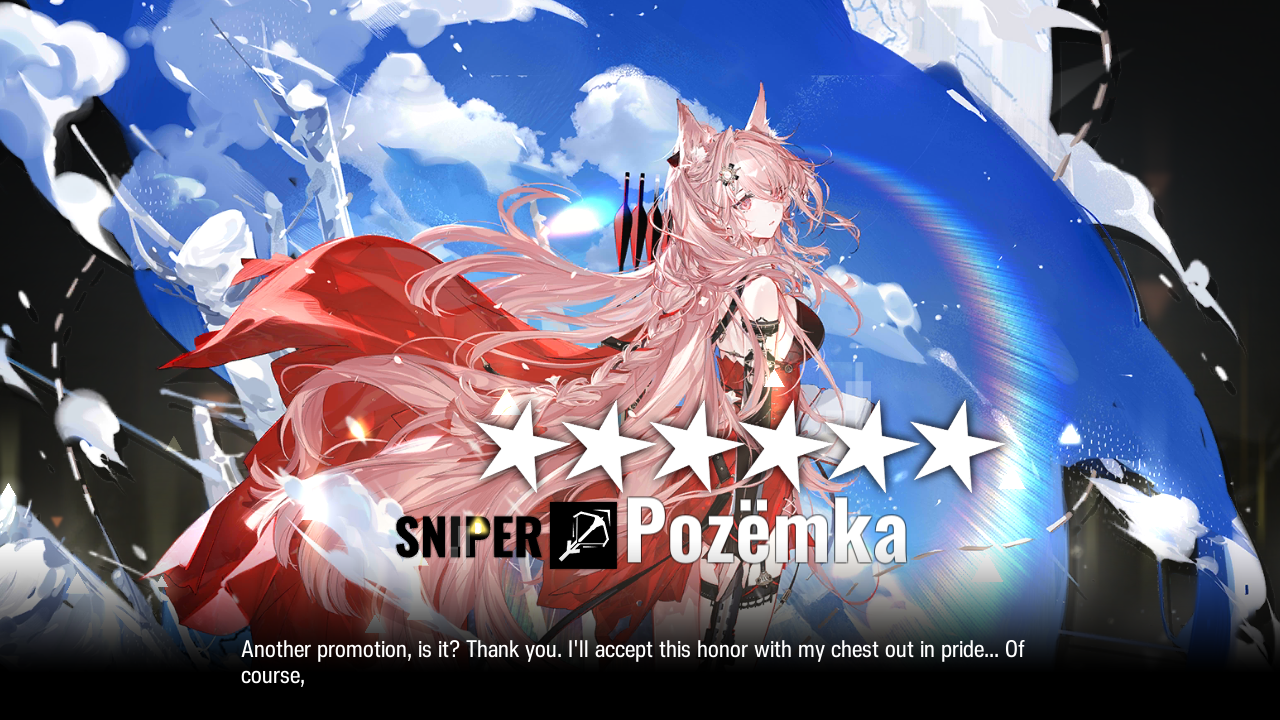 SNIPER Pozëmka
Another promotion, is it? Thank you. I'll accept this honor with my chest out in pride... Of
course,